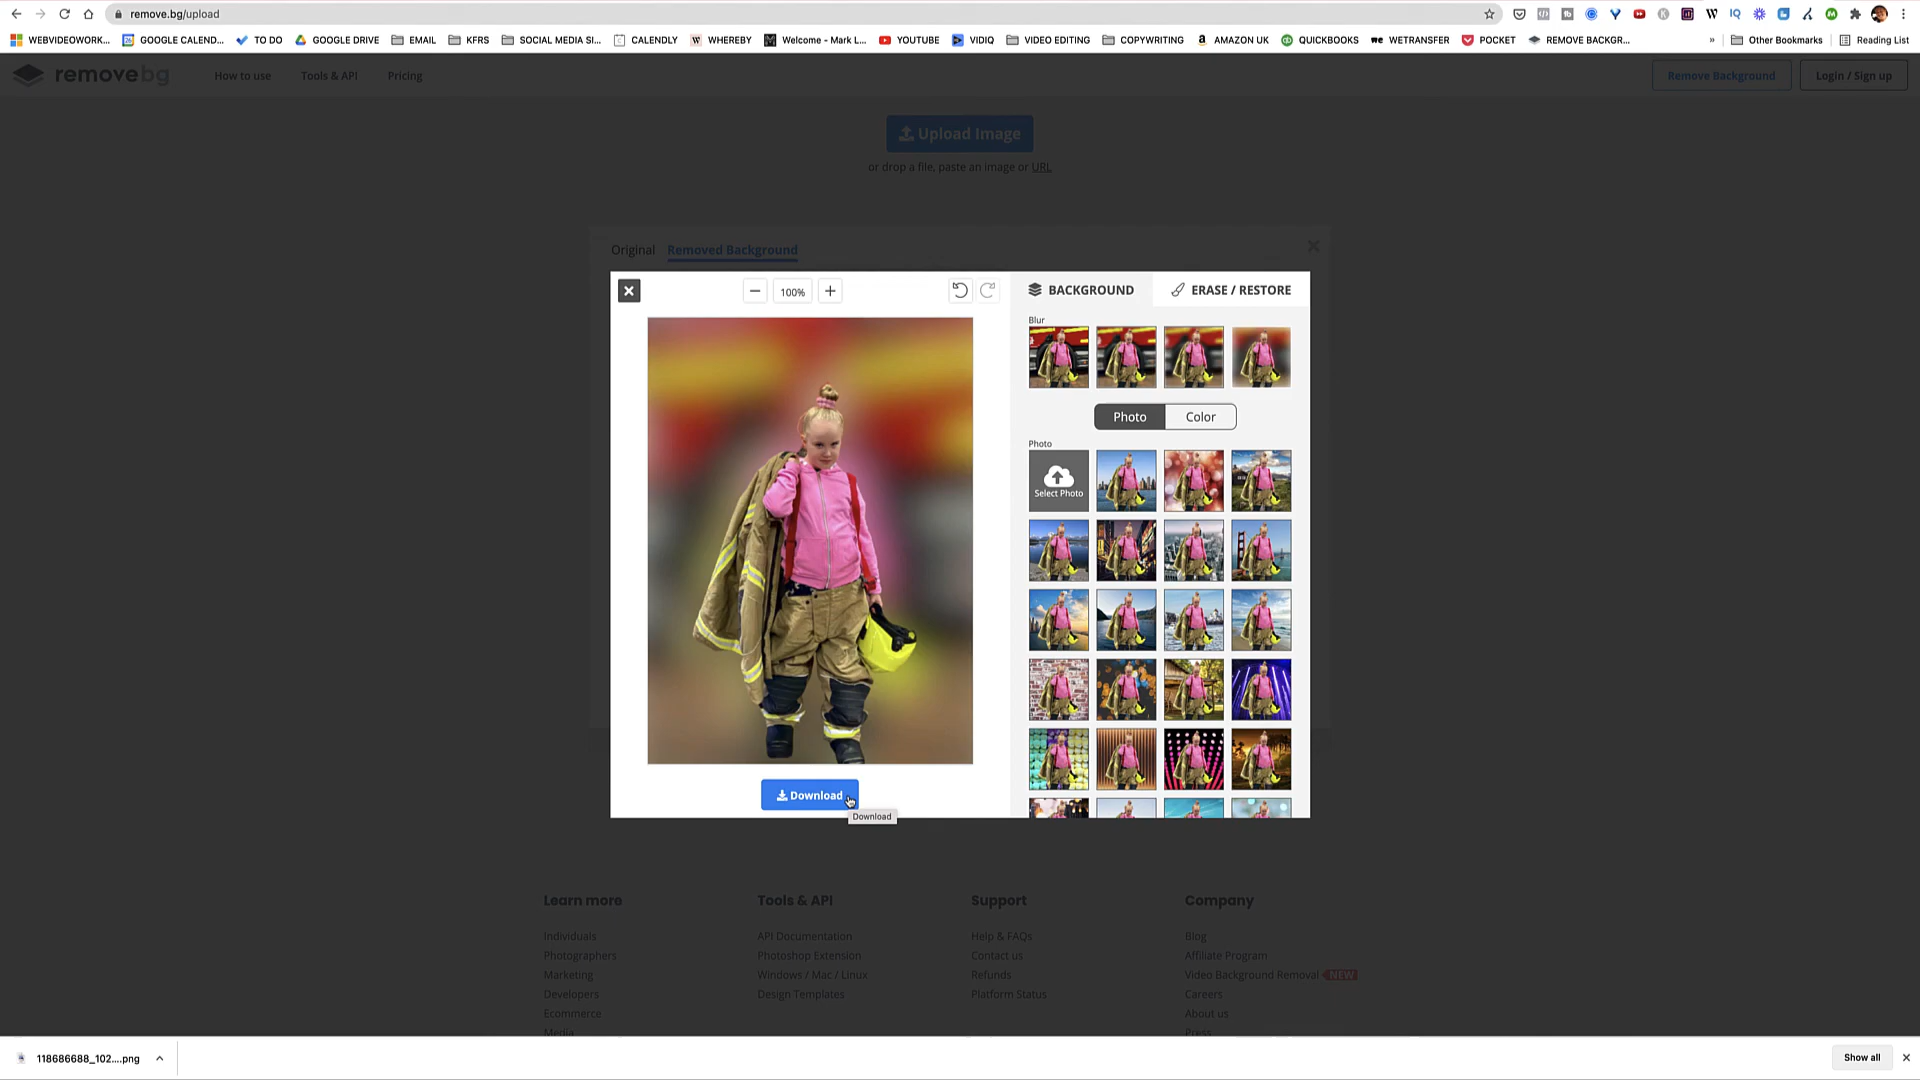 remove.bg/upload
WEBVIDEOWORK... GOOGLE CALEND... TO DO GOOGLE DRIVE EMAIL KFRS SOCIAL MEDIA SI... CALENDLY WHEREBY Welcome - Mark L... YOUTUBE VIDIQ VIDEO EDITING COPYWRITING AMAZON UK QUICKBOOKS WETRANSFER POCKET REMOVE BACKGR... » Other Bookmarks Reading List
removebg How to use Tools & API Pricing Remove Background Login / Sign up
Upload Image
or drop a file, paste an image or URL
Original Removed Background
100% BACKGROUND ERASE / RESTORE
Blur
Photo Color
Photo
Select Photo
Download
Download
Learn more Tools & API Support Company
Individuals API Documentation Help & FAQs Blog
Photographers Photoshop Extension Contact us Affiliate Program
Marketing Windows / Mac / Linux Refunds Video Background Removal NEW
Developers Design Templates Platform Status Careers
Ecommerce About us
Media Press
118686688_102....png Show all